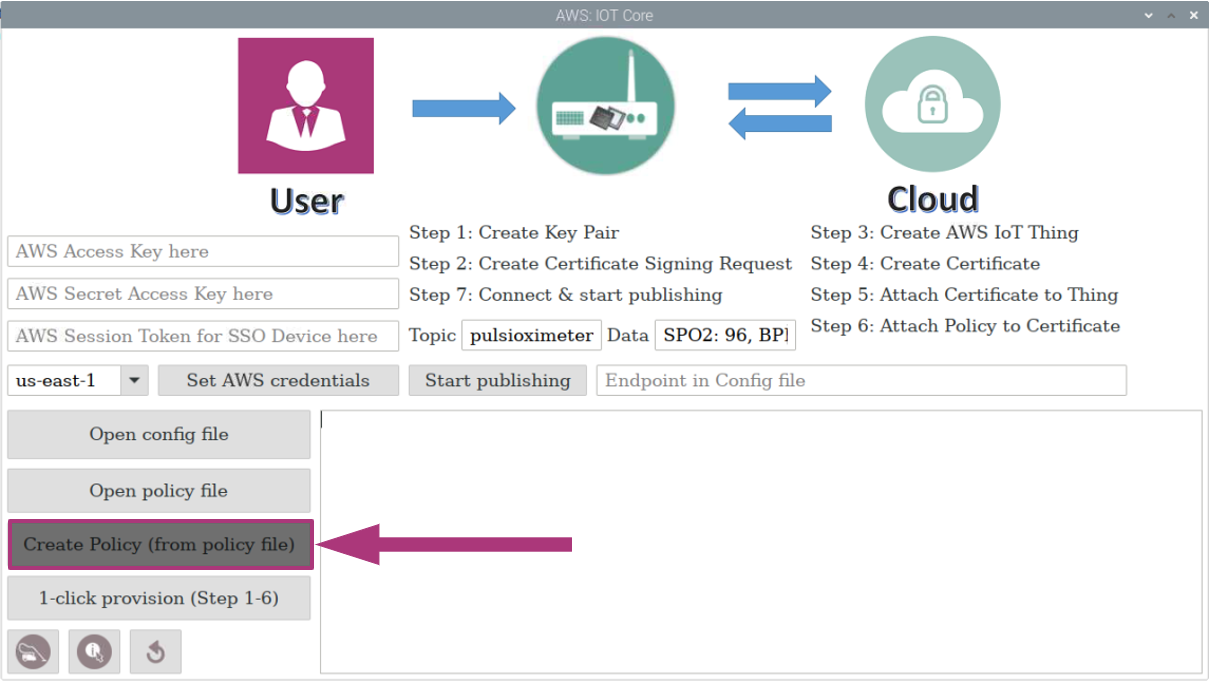 AWS: IOT Core
User
Cloud
AWS Access Key here
AWS Secret Access Key here
AWS Session Token for SSO Device here
us-east-1
Set AWS credentials
Step 1: Create Key Pair
Step 2: Create Certificate Signing Request
Step 7: Connect & start publishing
Topic pulsioximeter Data SPO2: 96, BPI
Start publishing
Endpoint in Config file
Step 3: Create AWS IoT Thing
Step 4: Create Certificate
Step 5: Attach Certificate to Thing
Step 6: Attach Policy to Certificate
Open config file
Open policy file
Create Policy (from policy file)
1-click provision (Step 1-6)